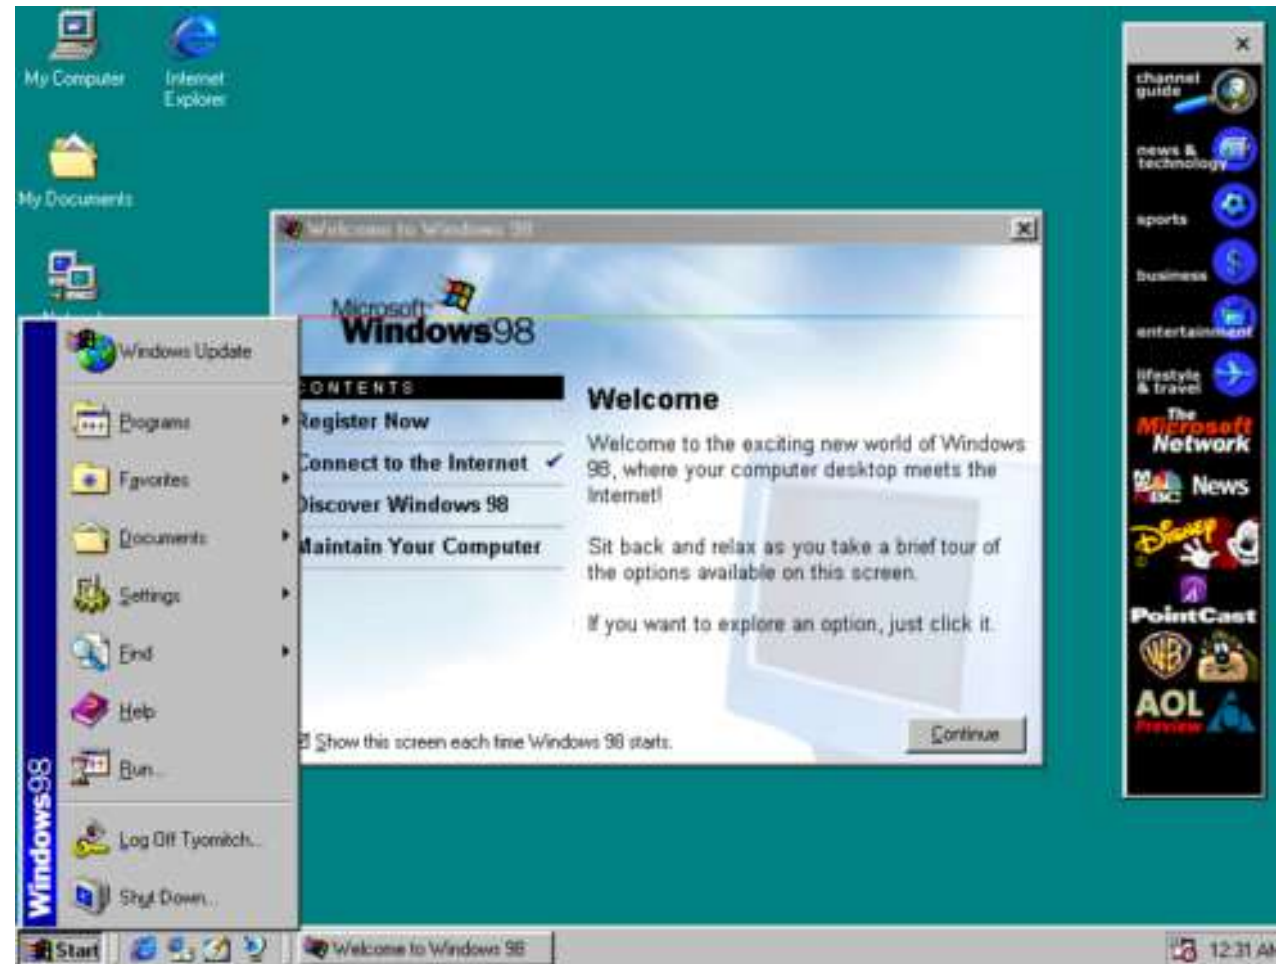 My Computer
Internet
Explorer
My Documents
Welcome to Windows 98
Microsoft
Windows98
CONTENTS
Register Now
Connect to the Internet
Discover Windows 98
Maintain Your Computer
Welcome
Welcome to the exciting new world of Windows
98, where your computer desktop meets the
Internet!
Sit back and relax as you take a brief tour of
the options available on this screen.
If you want to explore an option, just click it.
Show this screen each time Windows 98 starts.
Continue
Windows Update
Programs
Favorites
Documents
Settings
Find
Help
Run...
Log Off Tyomitch...
Shut Down...
Windows98
channel
guide
news &
technology
sports
business
entertainment
lifestyle
& travel
The
Microsoft
Network
NBC News
Disney
PointCast
WB
AOL
Preview
Start
Welcome to Windows 98
12:31 AM